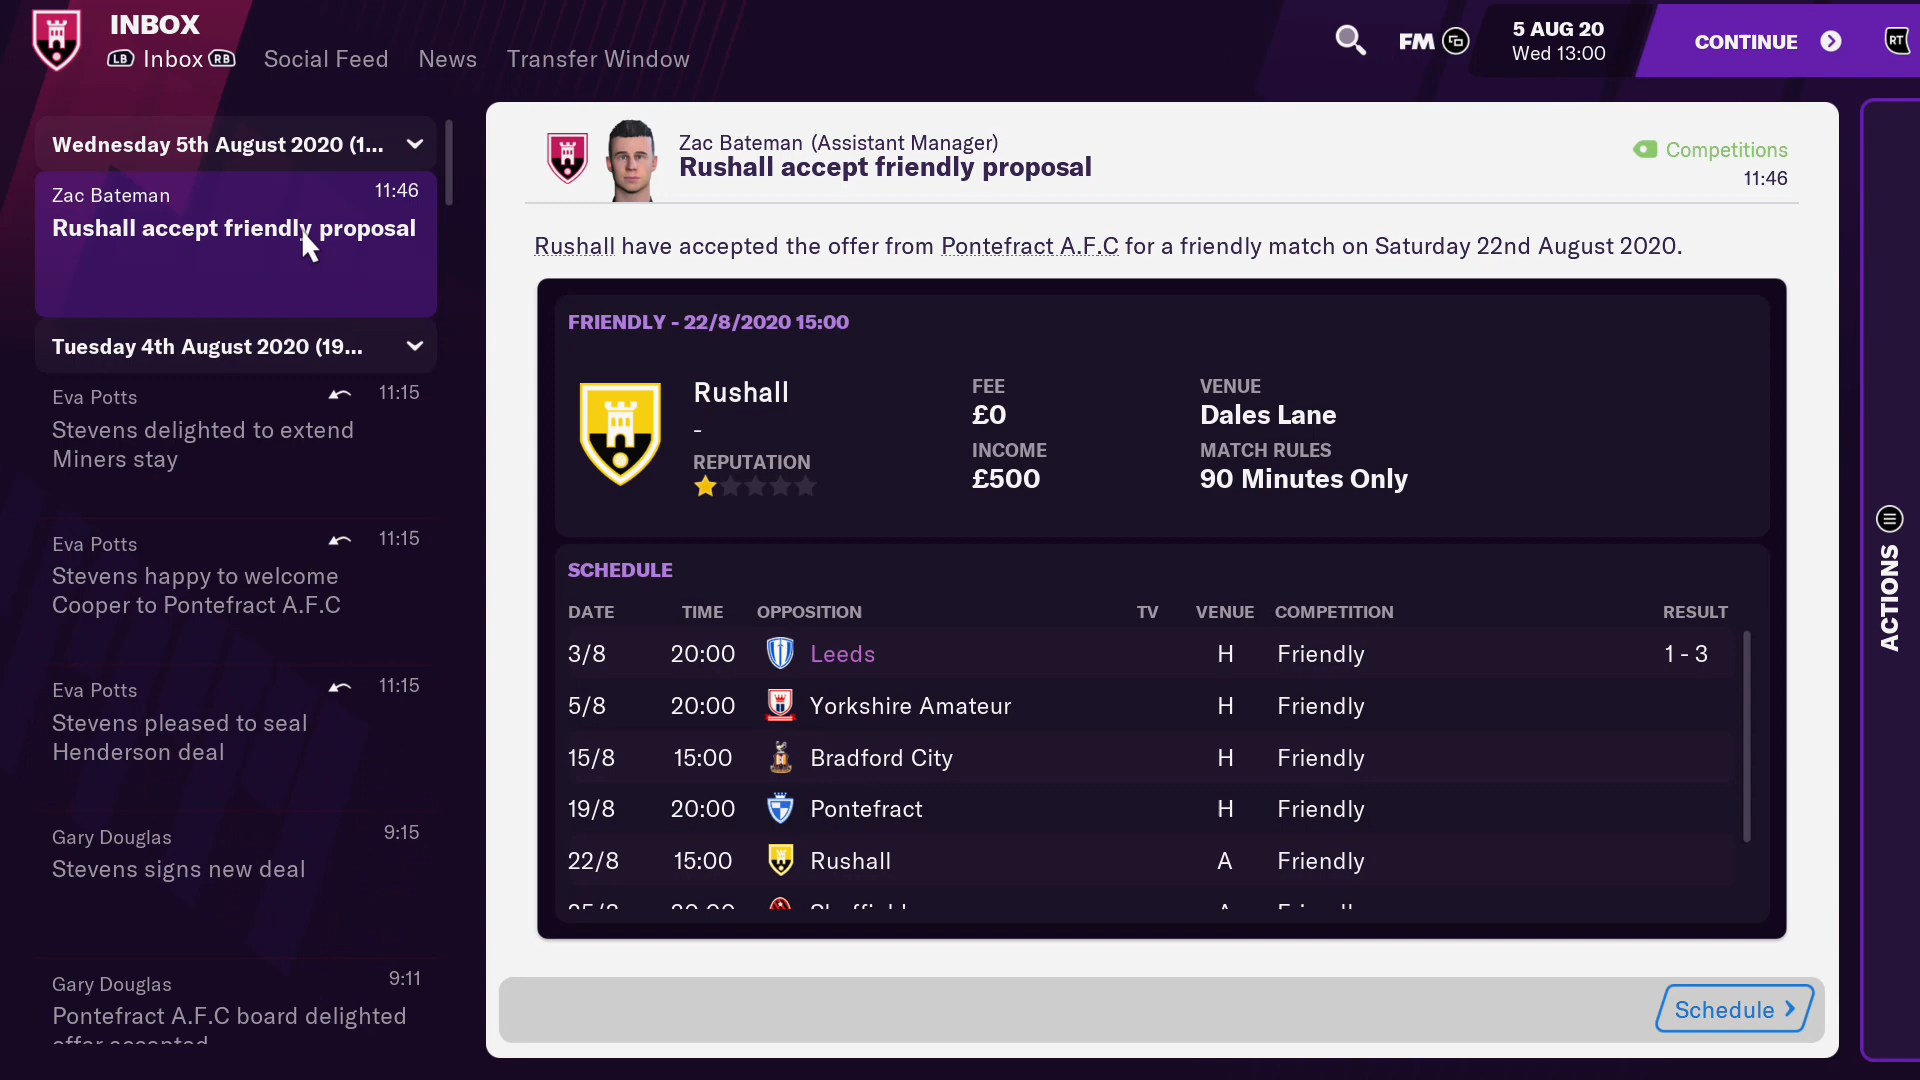 INBOX
LB Inbox RB
Social Feed
News
Transfer Window
FM
5 AUG 20
Wed 13:00
CONTINUE
RT
Wednesday 5th August 2020 (1...
Zac Bateman
11:46
Rushall accept friendly proposal
Tuesday 4th August 2020 (19...
Eva Potts
11:15
Stevens delighted to extend
Miners stay
Eva Potts
11:15
Stevens happy to welcome
Cooper to Pontefract A.F.C
Eva Potts
11:15
Stevens pleased to seal
Henderson deal
Gary Douglas
9:15
Stevens signs new deal
Gary Douglas
9:11
Pontefract A.F.C board delighted
offer accepted
Zac Bateman (Assistant Manager)
Rushall accept friendly proposal
Competitions
11:46
Rushall have accepted the offer from Pontefract A.F.C for a friendly match on Saturday 22nd August 2020.
FRIENDLY - 22/8/2020 15:00
Rushall
-
REPUTATION
FEE
£0
INCOME
£500
VENUE
Dales Lane
MATCH RULES
90 Minutes Only
SCHEDULE
DATE TIME OPPOSITION TV VENUE COMPETITION RESULT
3/8 20:00 Leeds H Friendly 1 - 3
5/8 20:00 Yorkshire Amateur H Friendly
15/8 15:00 Bradford City H Friendly
19/8 20:00 Pontefract H Friendly
22/8 15:00 Rushall A Friendly
25/8 20:00 Sheffield A Friendly
Schedule
ACTIONS